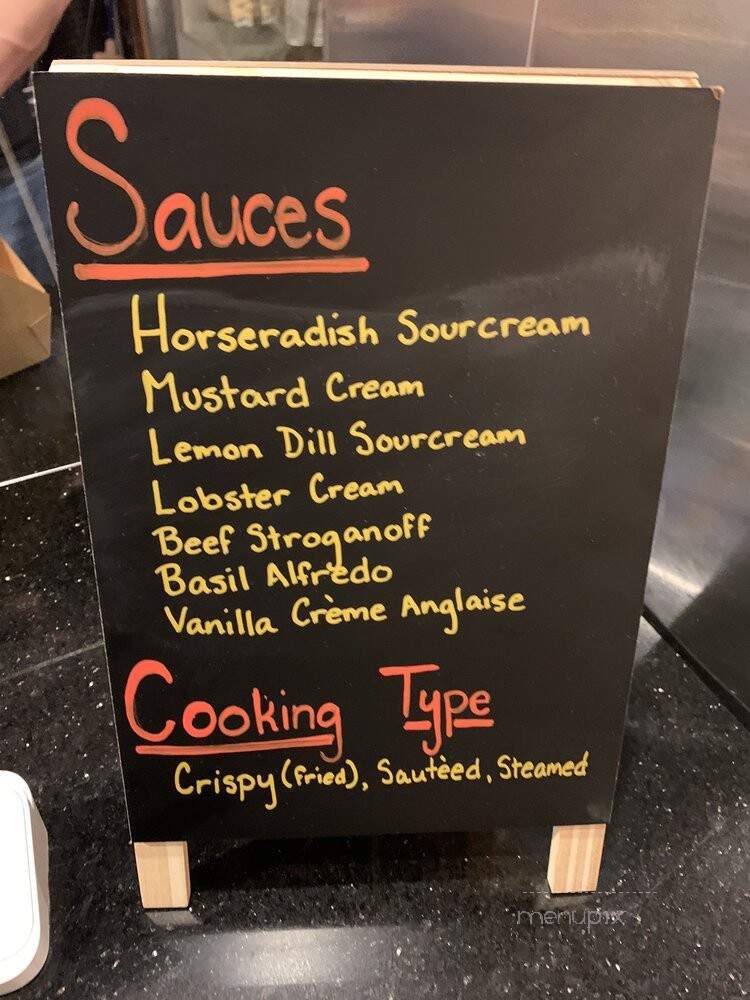 Sauces
Horseradish Sourcream
Mustard Cream
Lemon Dill Sourcream
Lobster Cream
Beef Stroganoff
Basil Alfredo
Vanilla Crème Anglaise
Cooking Type
Crispy (fried), Sautèed, Steamed
menupix